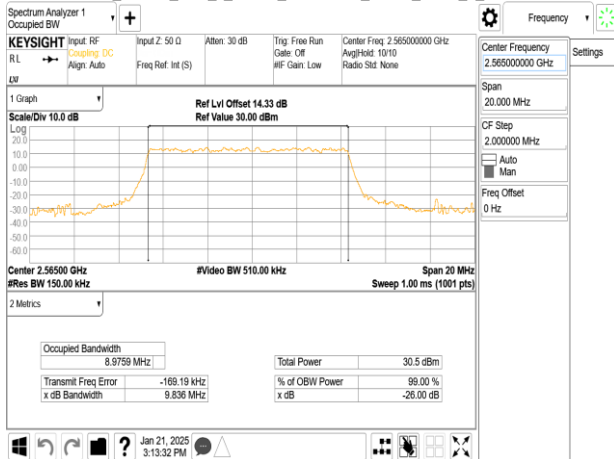 Spectrum Analyzer 1
Occupied BW
+
Frequency
KEYSIGHT
Input: RF
Coupling: DC
Align: Auto
Input Z: 50 Ω
Freq Ref: Int (S)
Atten: 30 dB
Trig: Free Run
Gate: Off
#IF Gain: Low
Center Freq: 2.565000000 GHz
Avg|Hold: 10/10
Radio Std: None
RL
LXI
Center Frequency
2.565000000 GHz
Settings
Span
20.000 MHz
CF Step
2.000000 MHz
Auto
Man
Freq Offset
0 Hz
1 Graph
Scale/Div 10.0 dB
Ref Lvl Offset 14.33 dB
Ref Value 30.00 dBm
Log
20.0
10.0
0.00
-10.0
-20.0
-30.0
-40.0
-50.0
-60.0
Center 2.56500 GHz
#Video BW 510.00 kHz
Span 20 MHz
#Res BW 150.00 kHz
Sweep 1.00 ms (1001 pts)
2 Metrics
Occupied Bandwidth
8.9759 MHz
Total Power 30.5 dBm
Transmit Freq Error -169.19 kHz
% of OBW Power 99.00 %
x dB Bandwidth 9.836 MHz
x dB -26.00 dB
?
Jan 21, 2025
3:13:32 PM